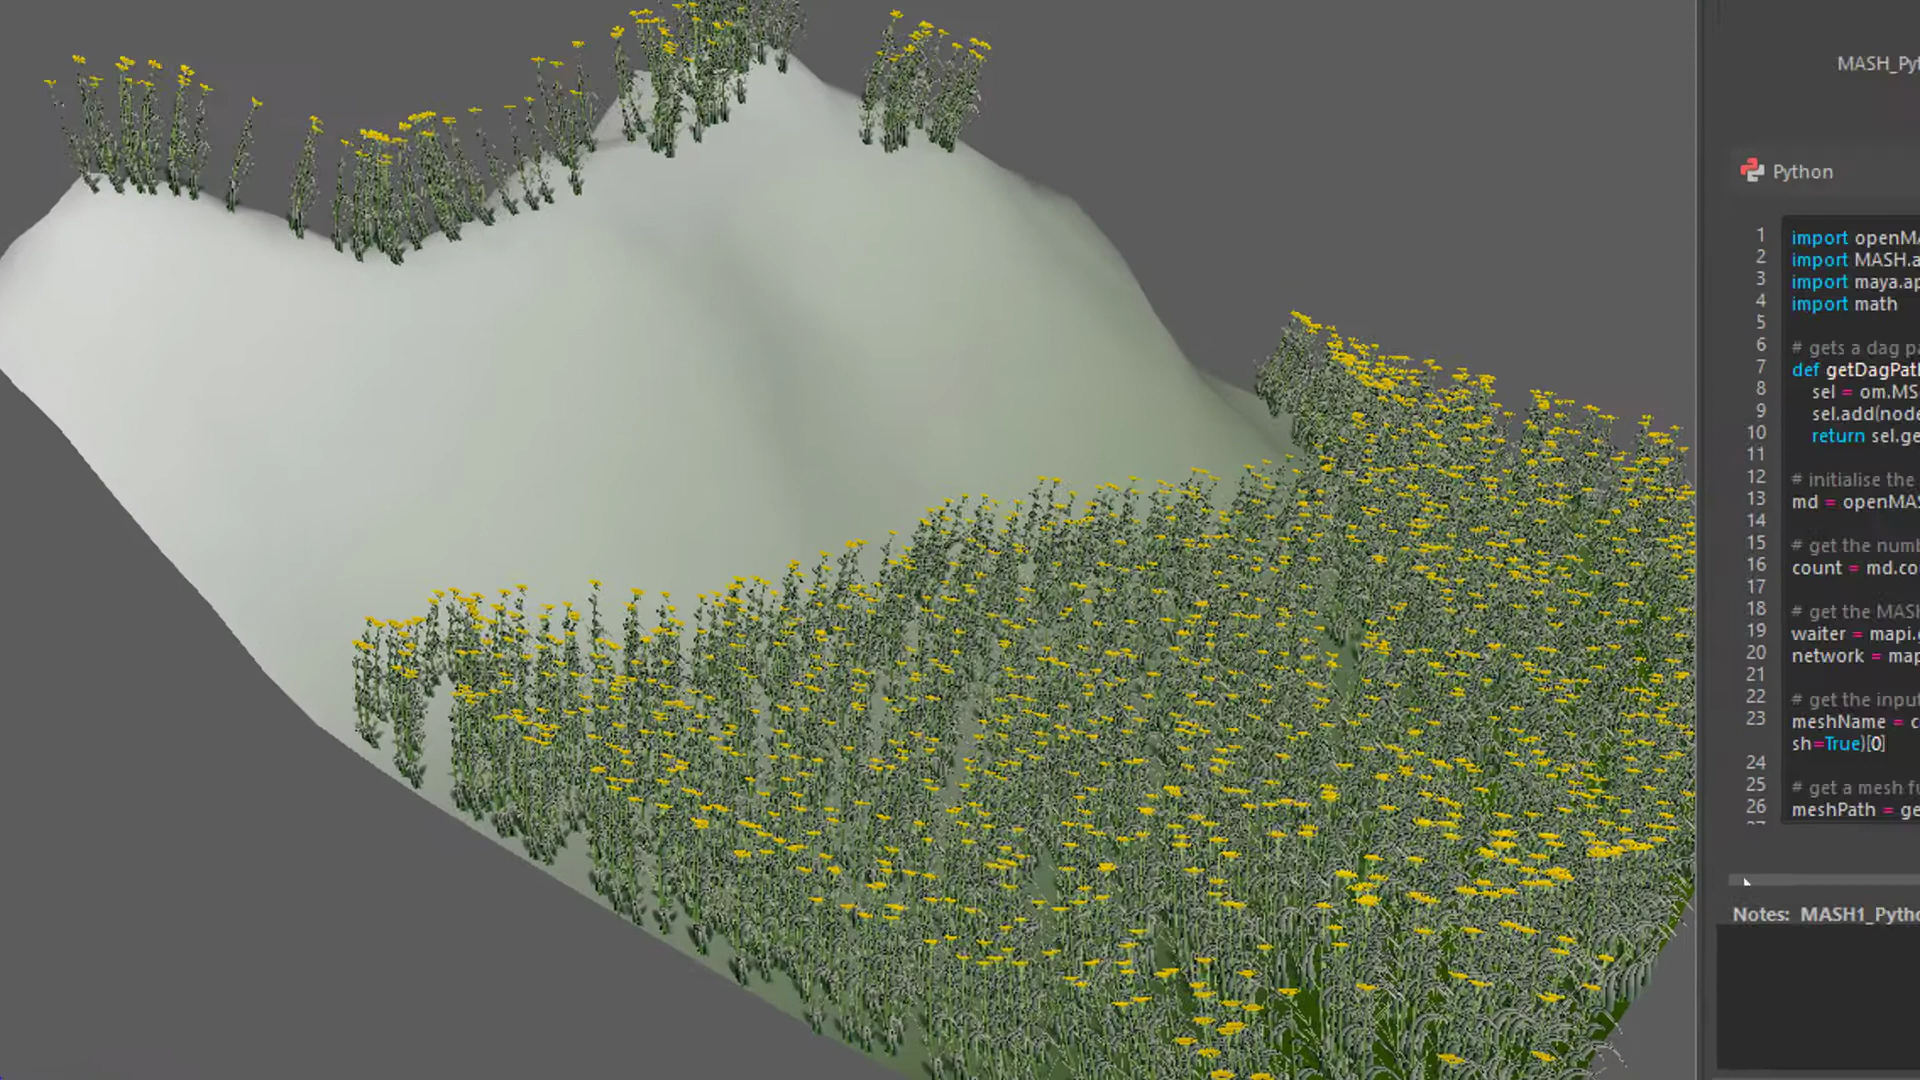 MASH_Pyt
Python
1 import openMA
2 import MASH.a
3 import maya.ap
4 import math
5
6 # gets a dag pa
7 def getDagPath
8 sel = om.MS
9 sel.add(node
10 return sel.ge
11
12 # initialise the
13 md = openMAS
14
15 # get the numb
16 count = md.cou
17
18 # get the MASH
19 waiter = mapi.g
20 network = map
21
22 # get the input
23 meshName = c
sh=True)[0]
24
25 # get a mesh fu
26 meshPath = ge
Notes: MASH1_Pytho